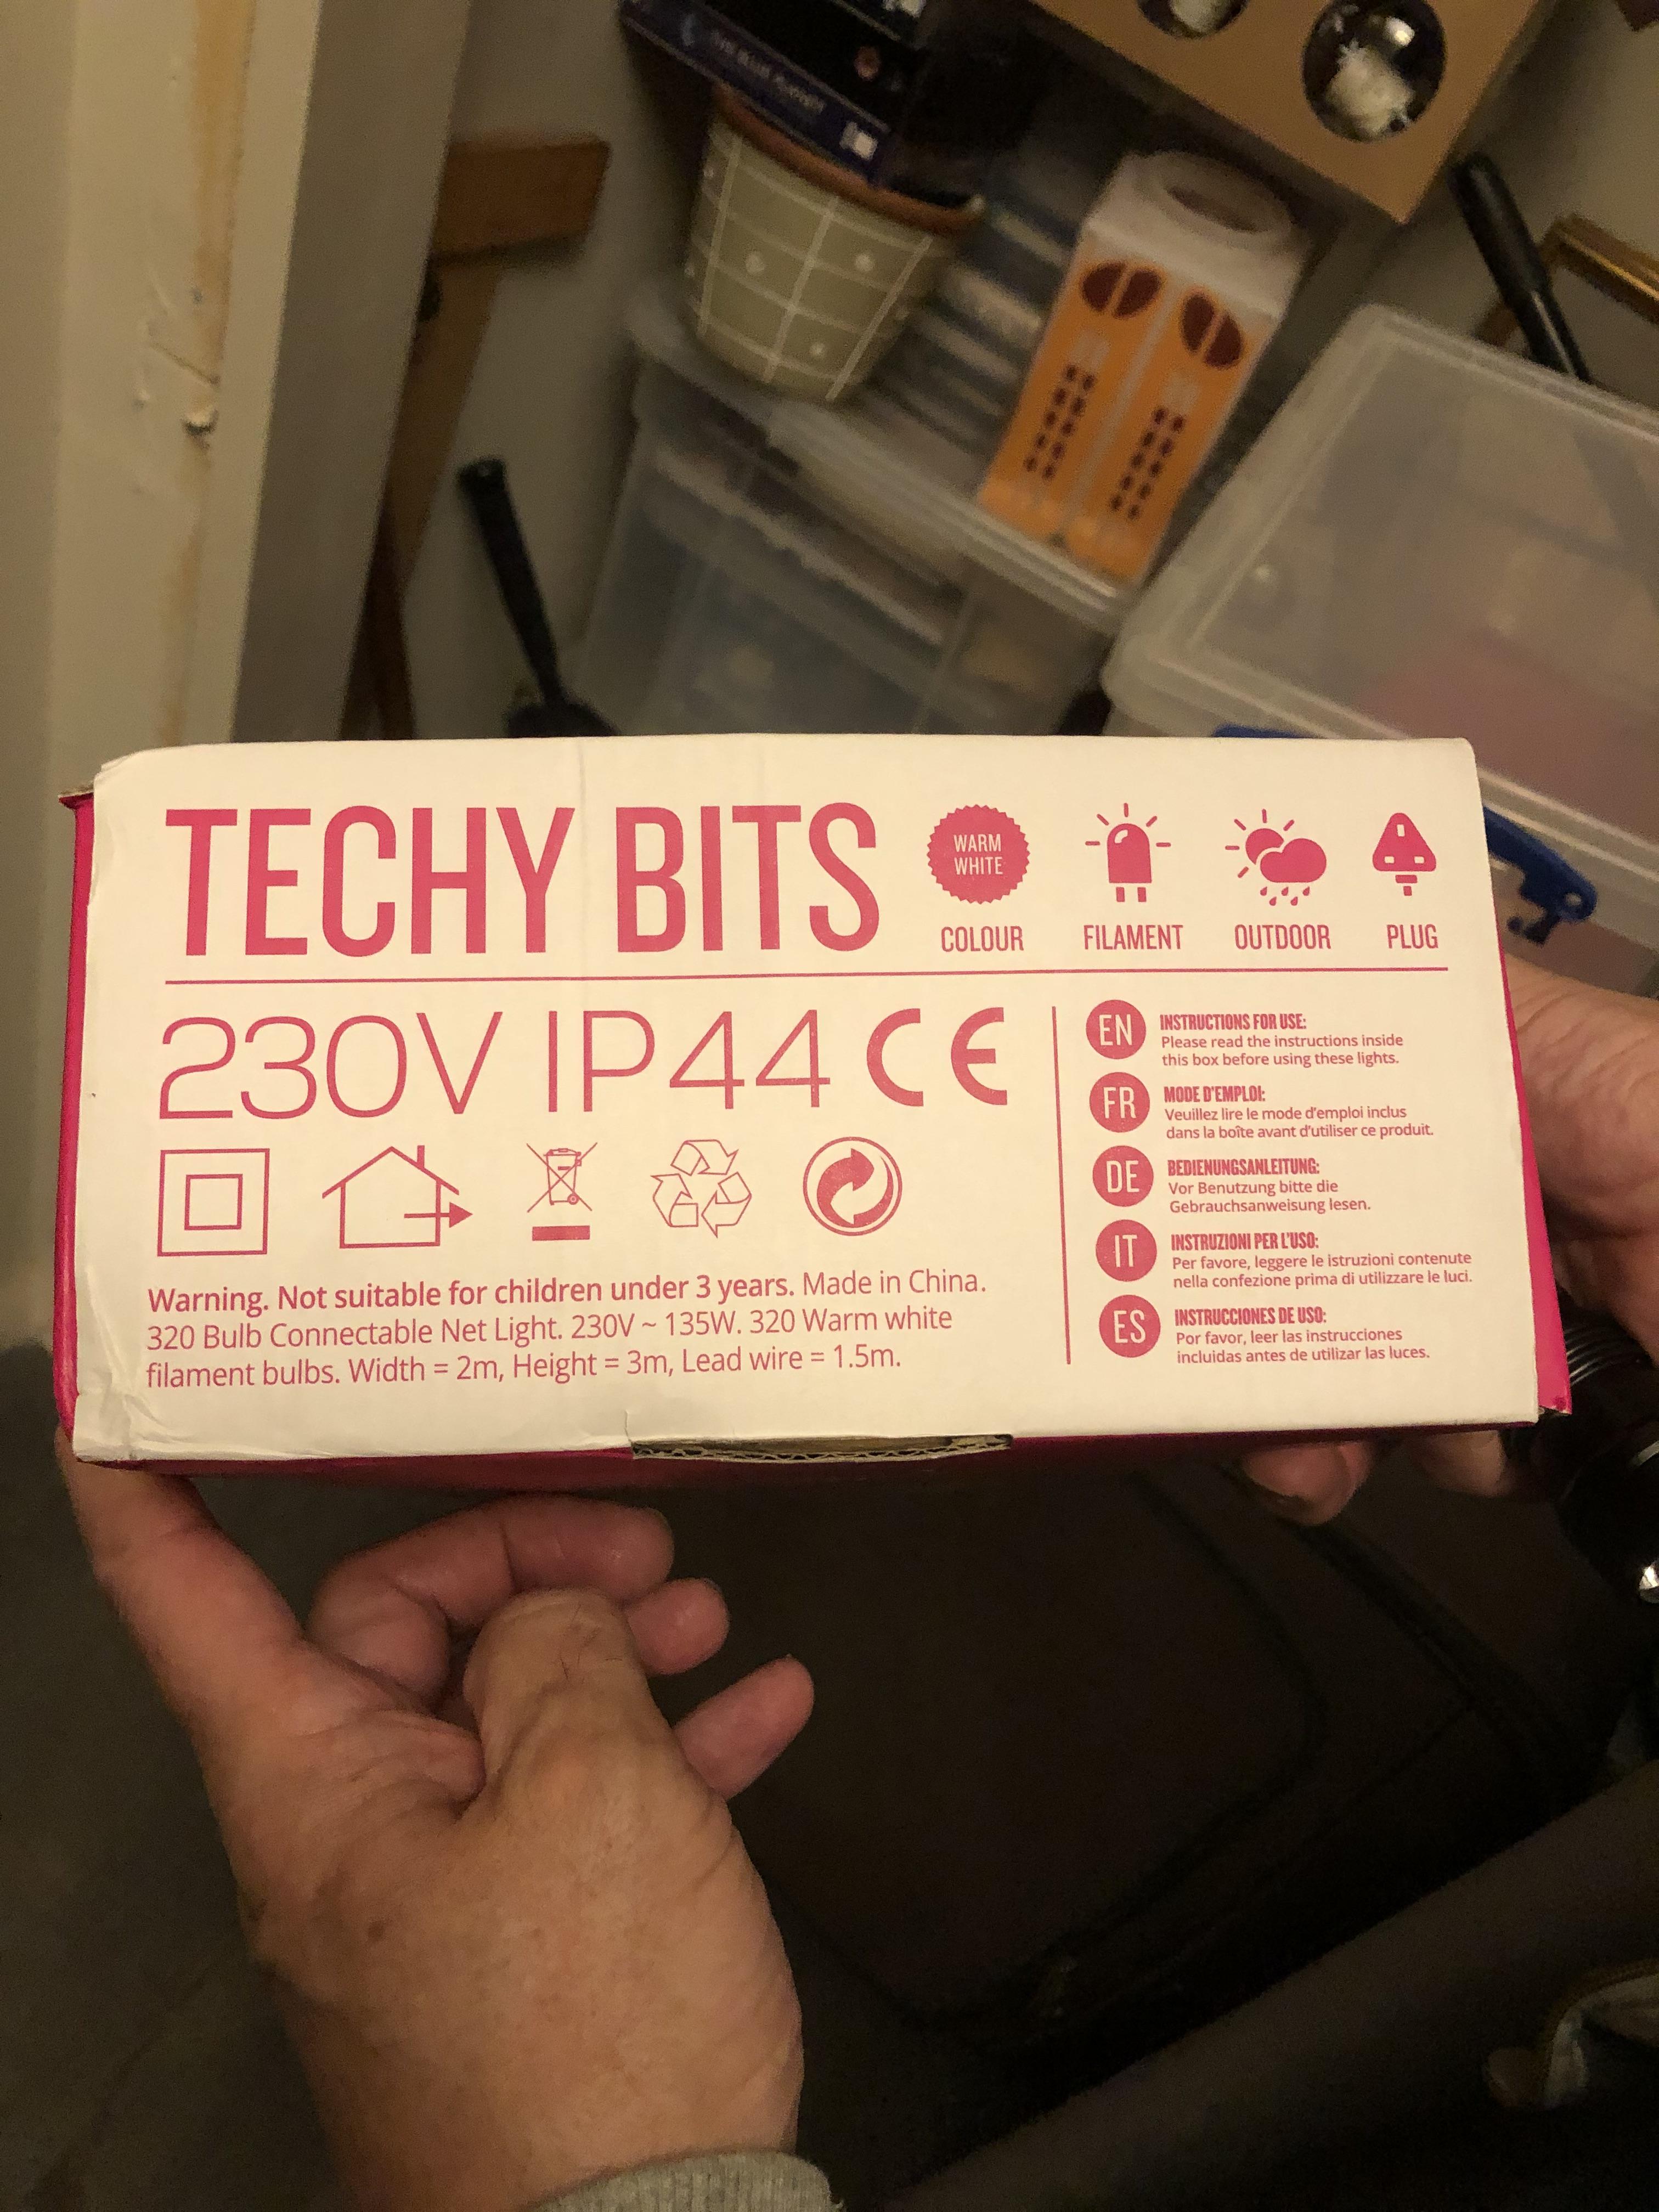 TECHY BITS
WARM
WHITE
COLOUR
FILAMENT
OUTDOOR
PLUG
230V IP44 CE
Warning. Not suitable for children under 3 years. Made in China.
320 Bulb Connectable Net Light. 230V ~ 135W. 320 Warm white
filament bulbs. Width = 2m, Height = 3m, Lead wire = 1.5m.
EN
INSTRUCTIONS FOR USE:
Please read the instructions inside
this box before using these lights.
FR
MODE D'EMPLOI:
Veuillez lire le mode d'emploi inclus
dans la boîte avant d'utiliser ce produit.
DE
BEDIENUNGSANLEITUNG:
Vor Benutzung bitte die
Gebrauchsanweisung lesen.
IT
INSTRUZIONI PER L'USO:
Per favore, leggere le istruzioni contenute
nella confezione prima di utilizzare le luci.
ES
INSTRUCCIONES DE USO:
Por favor, leer las instrucciones
incluidas antes de utilizar las luces.